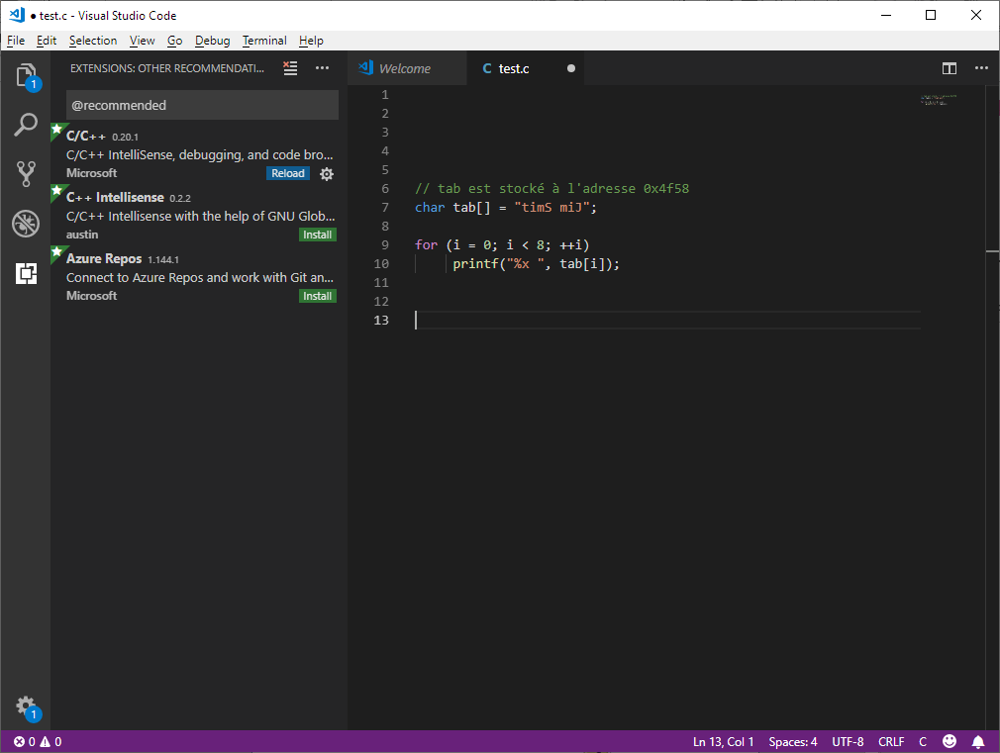 ● test.c - Visual Studio Code
File Edit Selection View Go Debug Terminal Help
EXTENSIONS: OTHER RECOMMENDATI...
@recommended
C/C++ 0.20.1
C/C++ IntelliSense, debugging, and code bro...
Microsoft Reload
C++ Intellisense 0.2.2
C/C++ Intellisense with the help of GNU Glob...
austin Install
Azure Repos 1.144.1
Connect to Azure Repos and work with Git an...
Microsoft Install
1
1
Welcome C test.c ●
1
2
3
4
5
6 // tab est stocké à l'adresse 0x4f58
7 char tab[] = "timS miJ";
8
9 for (i = 0; i < 8; ++i)
10 printf("%x ", tab[i]);
11
12
13
0 0 Ln 13, Col 1 Spaces: 4 UTF-8 CRLF C